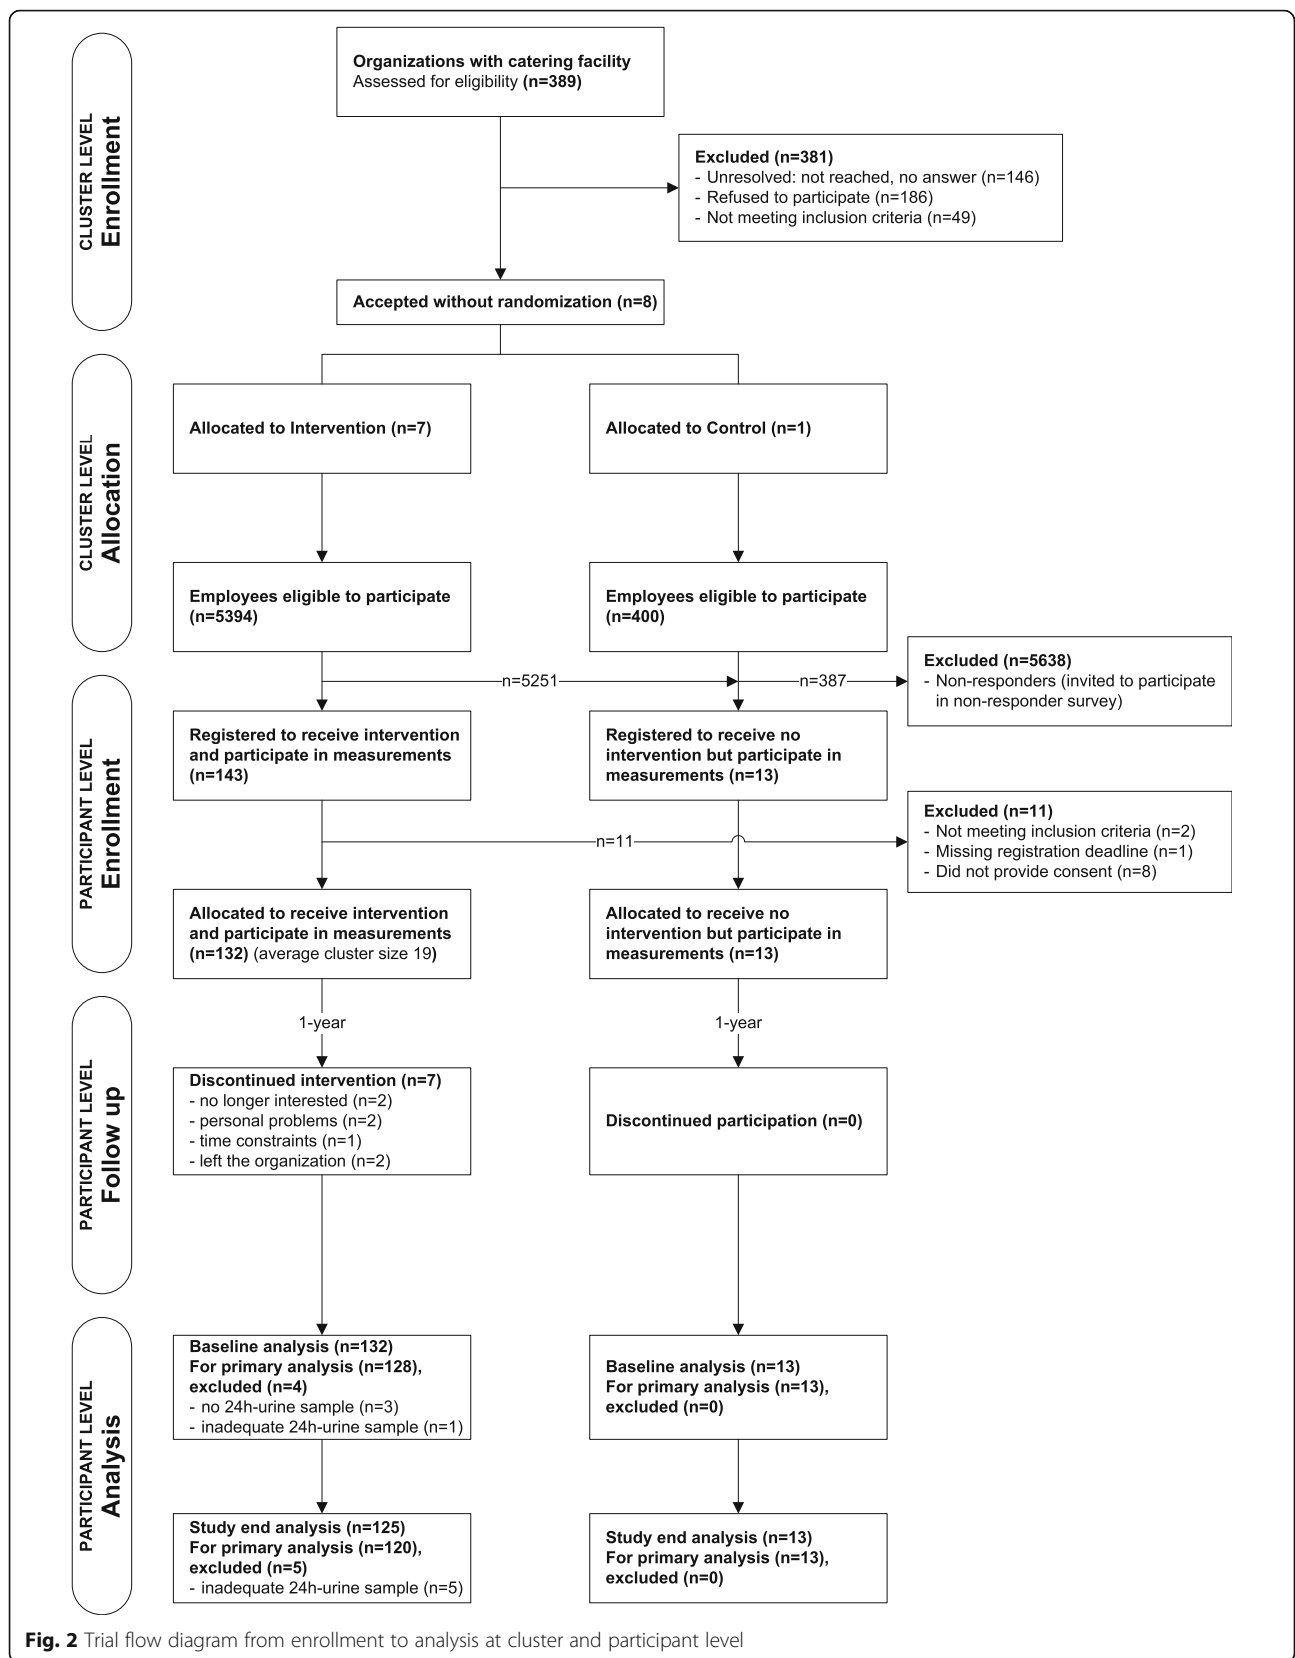 CLUSTER LEVEL
Enrollment
Organizations with catering facility
Assessed for eligibility (n=389)
Excluded (n=381)
- Unresolved: not reached, no answer (n=146)
- Refused to participate (n=186)
- Not meeting inclusion criteria (n=49)
Accepted without randomization (n=8)
CLUSTER LEVEL
Allocation
Allocated to Intervention (n=7)
Allocated to Control (n=1)
Employees eligible to participate
(n=5394)
Employees eligible to participate
(n=400)
PARTICIPANT LEVEL
Enrollment
n=5251
n=387
Excluded (n=5638)
- Non-responders (invited to participate
in non-responder survey)
Registered to receive intervention
and participate in measurements
(n=143)
Registered to receive no
intervention but participate in
measurements (n=13)
n=11
Excluded (n=11)
- Not meeting inclusion criteria (n=2)
- Missing registration deadline (n=1)
- Did not provide consent (n=8)
Allocated to receive intervention
and participate in measurements
(n=132) (average cluster size 19)
Allocated to receive no
intervention but participate in
measurements (n=13)
PARTICIPANT LEVEL
Follow up
1-year
1-year
Discontinued intervention (n=7)
- no longer interested (n=2)
- personal problems (n=2)
- time constraints (n=1)
- left the organization (n=2)
Discontinued participation (n=0)
PARTICIPANT LEVEL
Analysis
Baseline analysis (n=132)
For primary analysis (n=128),
excluded (n=4)
- no 24h-urine sample (n=3)
- inadequate 24h-urine sample (n=1)
Baseline analysis (n=13)
For primary analysis (n=13),
excluded (n=0)
Study end analysis (n=125)
For primary analysis (n=120),
excluded (n=5)
- inadequate 24h-urine sample (n=5)
Study end analysis (n=13)
For primary analysis (n=13),
excluded (n=0)
Fig. 2 Trial flow diagram from enrollment to analysis at cluster and participant level